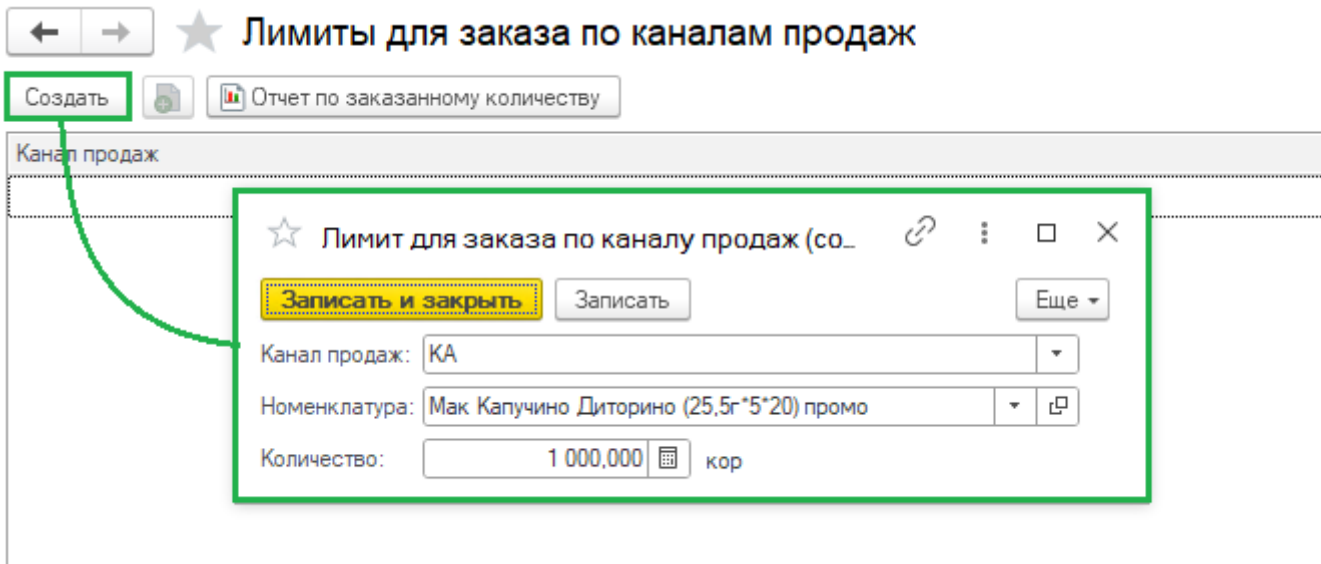 Лимиты для заказа по каналам продаж
Создать Отчет по заказанному количеству
Канал продаж
Лимит для заказа по каналу продаж (со...
Записать и закрыть Записать Еще
Канал продаж: КА
Номенклатура: Мак Капучино Диторино (25,5г*5*20) промо
Количество: 1 000,000 кор